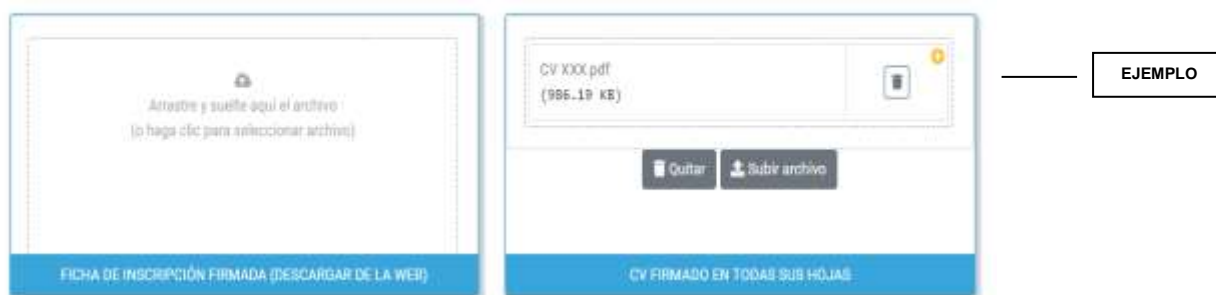 Arrastre y suelte aquí el archivo
(o haga clic para seleccionar archivo)
FICHA DE INSCRIPCIÓN FIRMADA (DESCARGAR DE LA WEB)
CV XXX.pdf
(986.19 KB)
Quitar
Subir archivo
CV FIRMADO EN TODAS SUS HOJAS
EJEMPLO